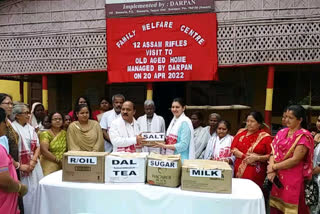 Implemented by: DARPAN
FAMILY WELFARE CENTRE
12 ASSAM RIFLES
VISIT TO
OLD AGED HOME
MANAGED BY DARPAN
ON 20 APR 2022
SALT
R/OIL
DAL
TEA
SUGAR
MILK